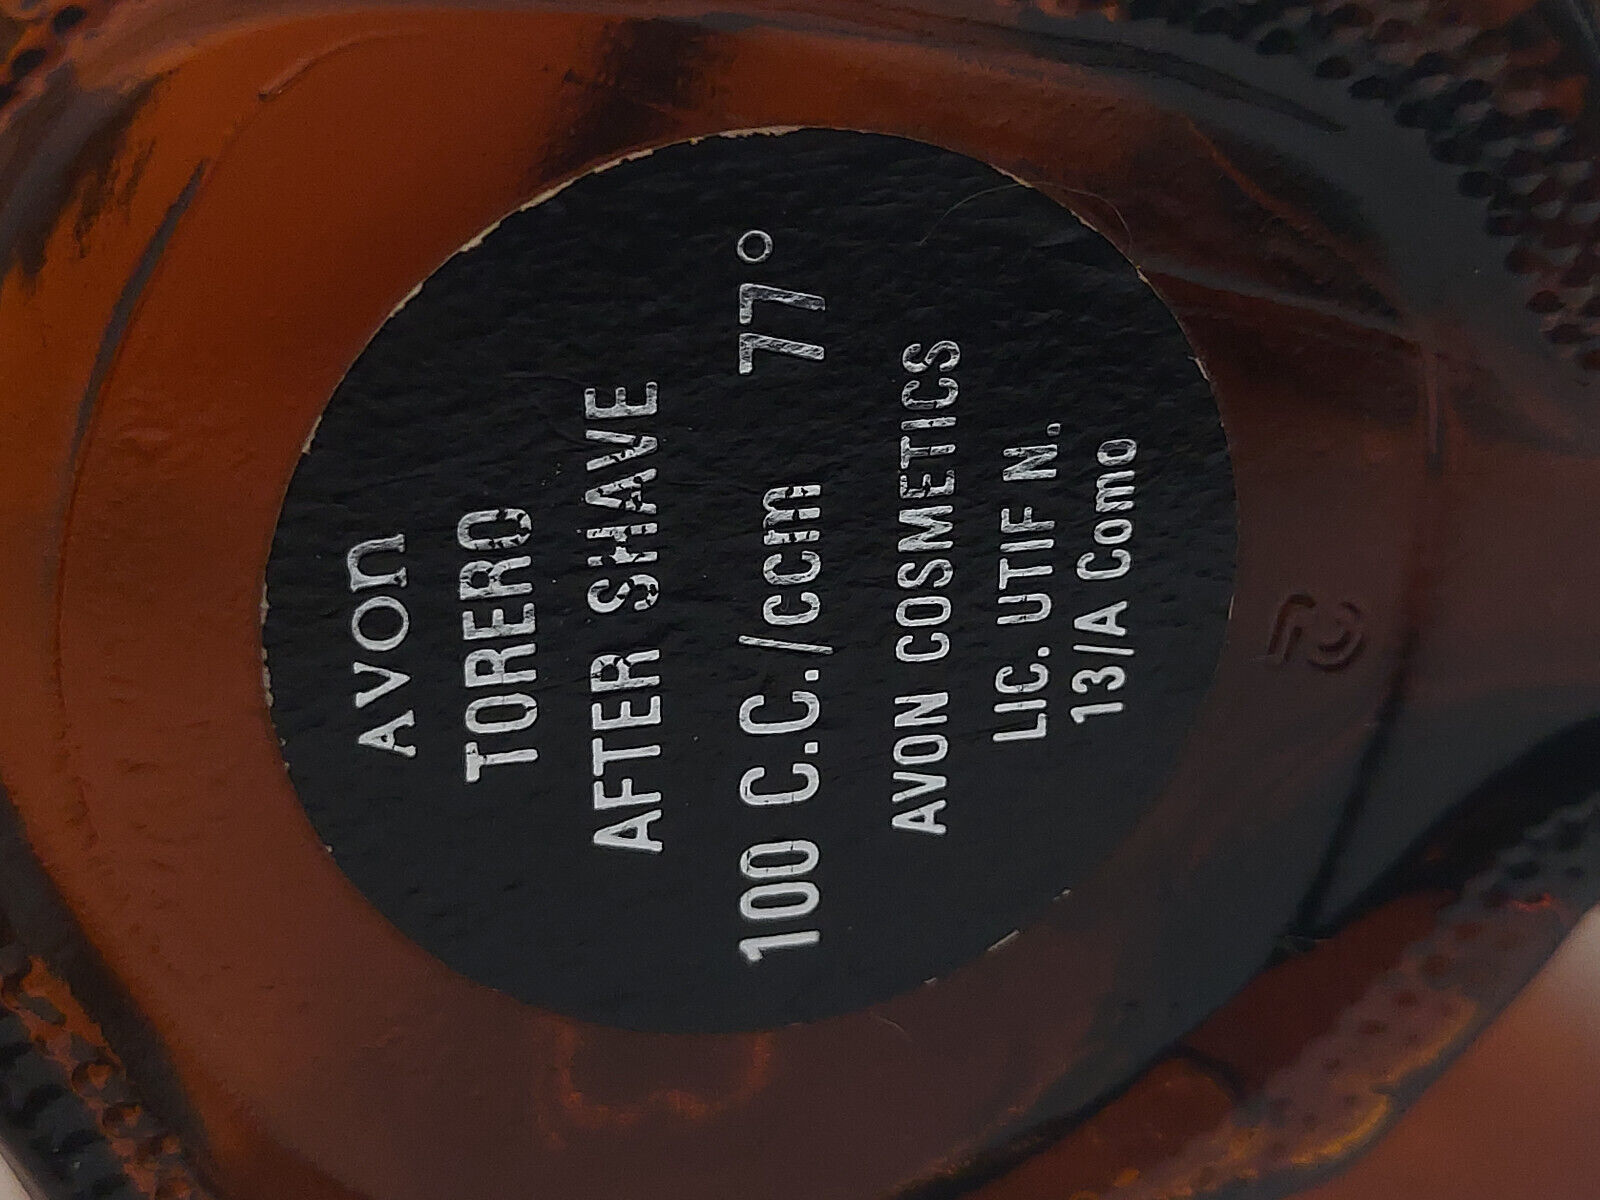 AVON
TORERO
AFTER SHAVE
100 C.C./ccm 77°
AVON COSMETICS
LIC. UTIF N.
13/A Como